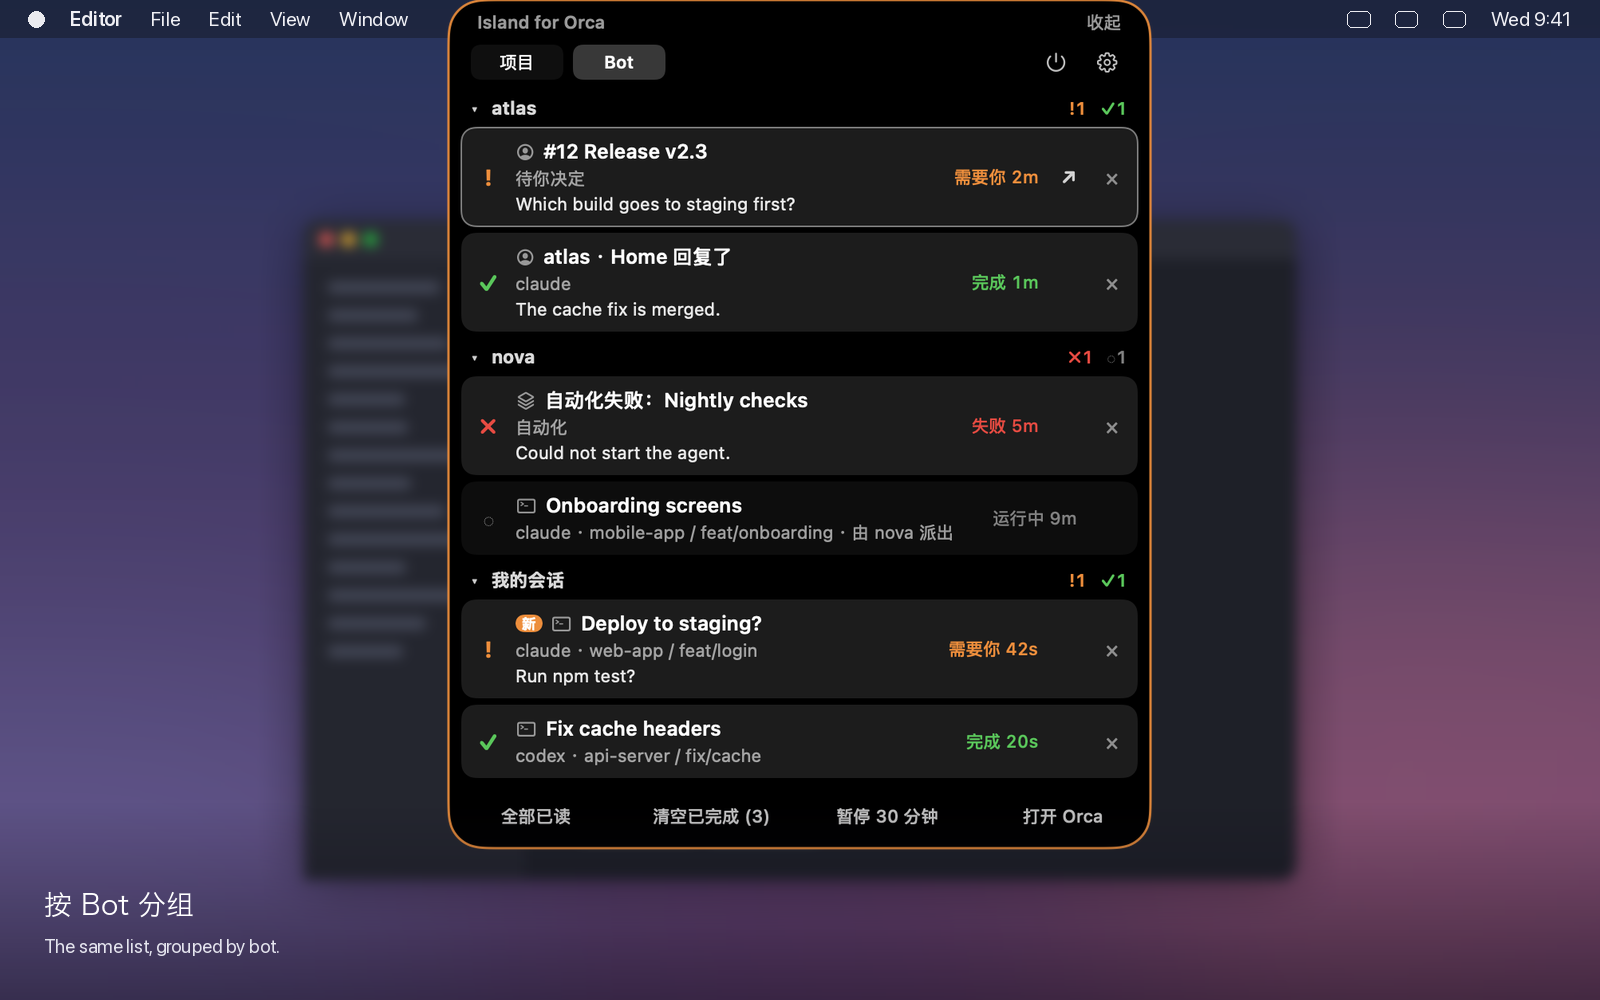 Editor File Edit View Window Wed 9:41
Island for Orca 收起
项目 Bot
atlas !1 ✓1
#12 Release v2.3
待你决定 需要你 2m
Which build goes to staging first?
atlas · Home 回复了
claude 完成 1m
The cache fix is merged.
nova ✕1 ○1
自动化失败：Nightly checks
自动化 失败 5m
Could not start the agent.
Onboarding screens
claude · mobile-app / feat/onboarding · 由 nova 派出 运行中 9m
我的会话 !1 ✓1
新 Deploy to staging?
claude · web-app / feat/login 需要你 42s
Run npm test?
Fix cache headers
codex · api-server / fix/cache 完成 20s
全部已读 清空已完成 (3) 暂停 30 分钟 打开 Orca
按 Bot 分组
The same list, grouped by bot.